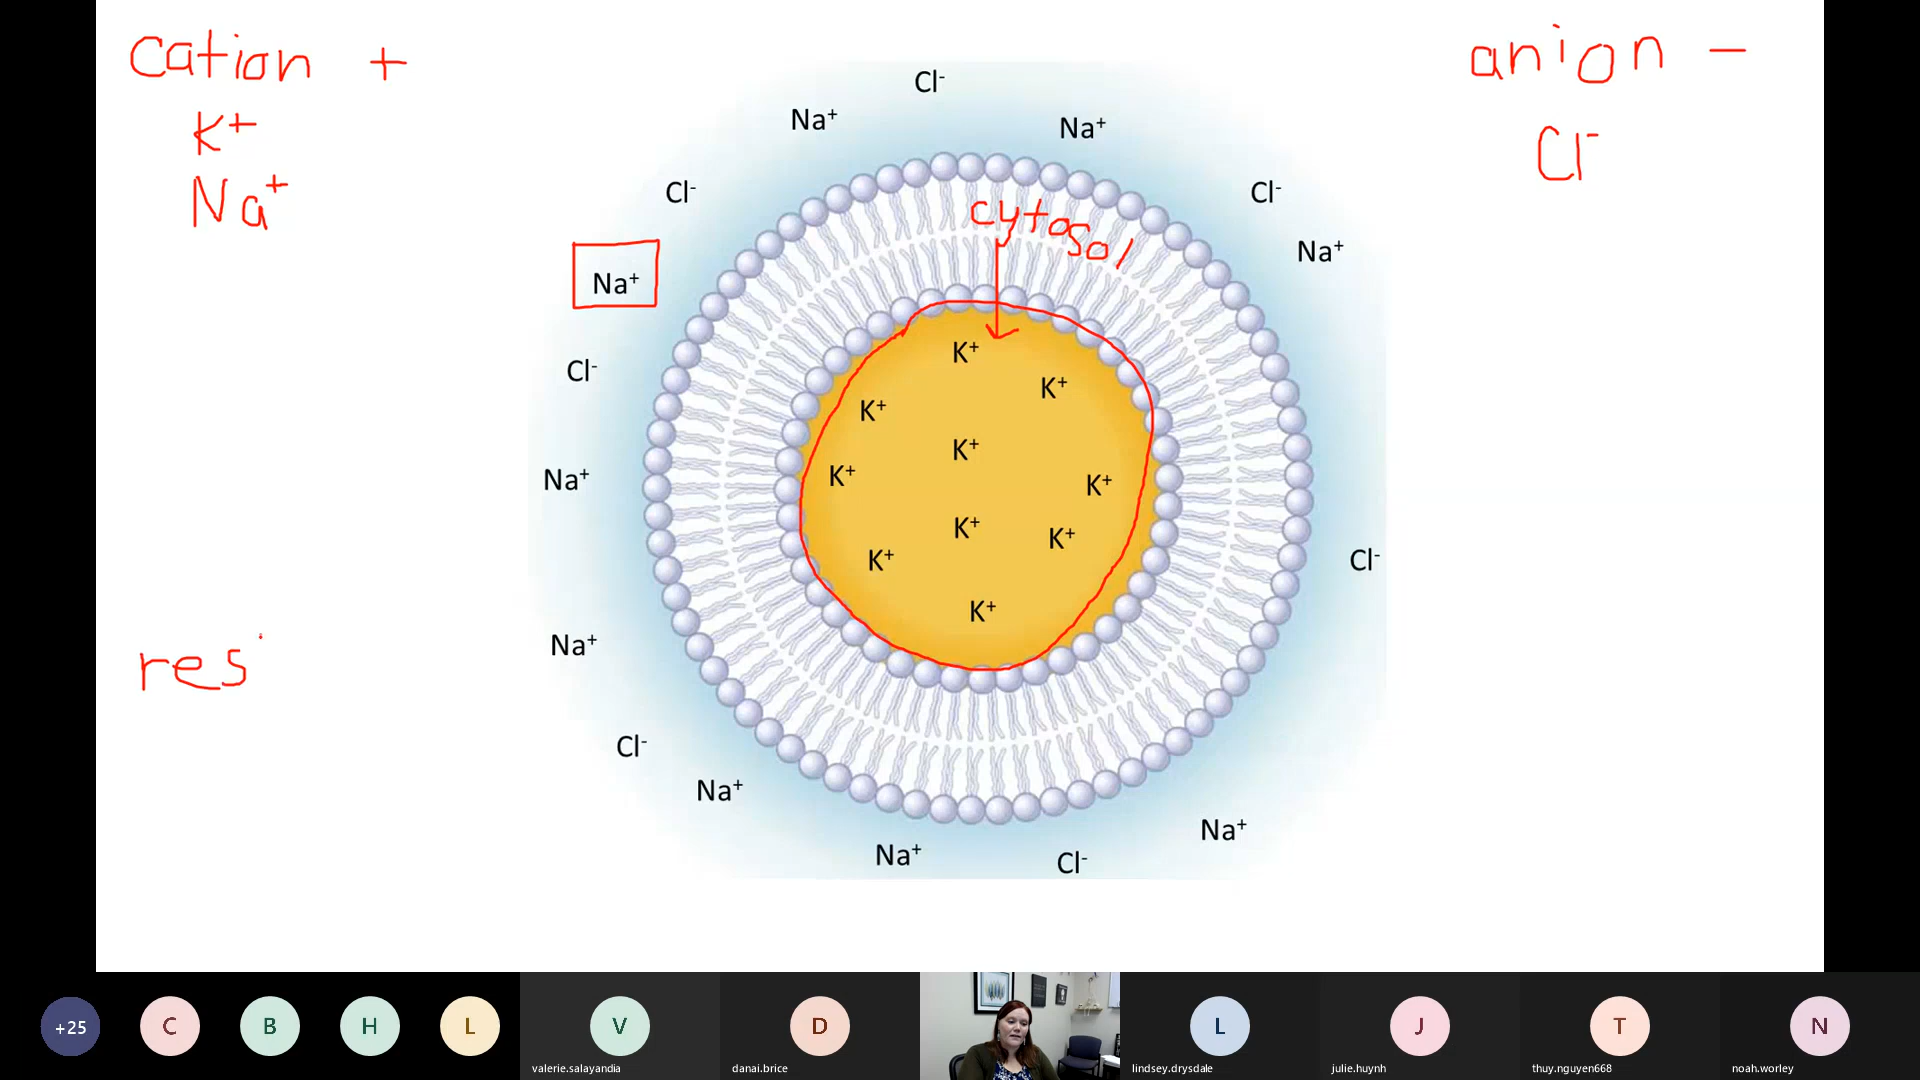 cation +
anion −
K+
Na+
Cl-
Cl-
Na+
Na+
Cl-
Cl-
cytosol
Na+
Na+
K+
Cl-
K+
K+
K+
Na+
K+
K+
K+
K+
K+
Cl-
K+
Na+
res
Cl-
Na+
Na+
Na+
Cl-
+25
C
B
H
L
V
D
L
J
T
N
valerie.salayandia
danai.brice
lindsey.drysdale
julie.huynh
thuy.nguyen668
noah.worley